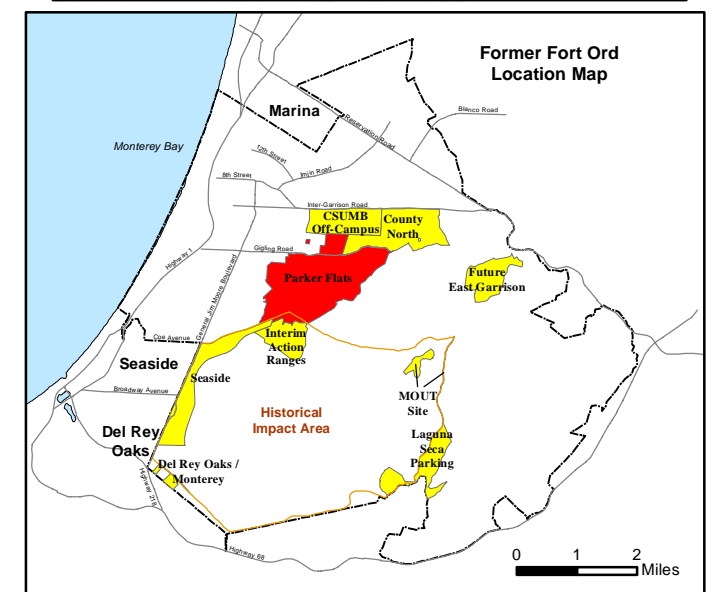 Former Fort Ord
Location Map
Marina
Blanco Road
Reservation Road
Monterey Bay
12th Street
Imjin Road
8th Street
Inter-Garrison Road
CSUMB
Off-Campus
County
North
Gigling Road
Highway 1
General Jim Moore Boulevard
Parker Flats
Future
East Garrison
Coe Avenue
Interim
Action
Ranges
Seaside
Seaside
Broadway Avenue
MOUT
Site
Historical
Impact Area
Del Rey
Oaks
Laguna
Seca
Parking
Del Rey Oaks /
Monterey
Highway 218
Highway 68
0 1 2
Miles